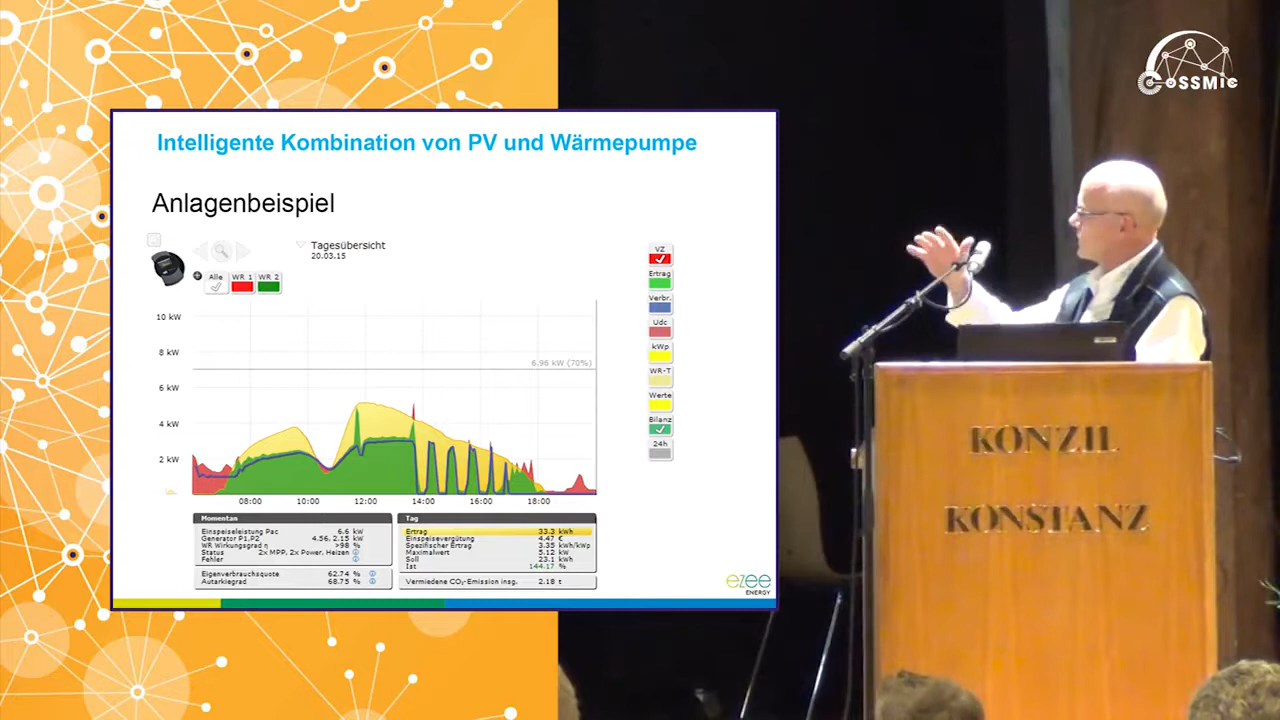 Intelligente Kombination von PV und Wärmepumpe
Anlagenbeispiel
Tagesübersicht
20.03.15
Alle WR 1 WR 2
10 kW
8 kW
6 kW
4 kW
2 kW
6.96 kW (70%)
08:00 10:00 12:00 14:00 16:00 18:00
VZ
Ertrag
Verbr.
Udc
kWp
WR-T
Werte
Bilanz
24h
Momentan
Einspeiseleistung Pac 6.6 kW
Generator P1,P2 4.56, 2.15 kW
WR Wirkungsgrad η >98 %
Status 2x MPP, 2x Power, Heizen
Fehler
Eigenverbrauchsquote 62.74 %
Autarkiegrad 68.75 %
Tag
Ertrag 33.3 kWh
Einspeisevergütung 4.47 €
Spezifischer Ertrag 3.35 kWh/kWp
Maximalwert 5.12 kW
Soll 23.1 kWh
Ist 144.17 %
Vermiedene CO₂-Emission insg. 2.18 t
ezee
ENERGY
CoSSMic
KONZIL
KONSTANZ